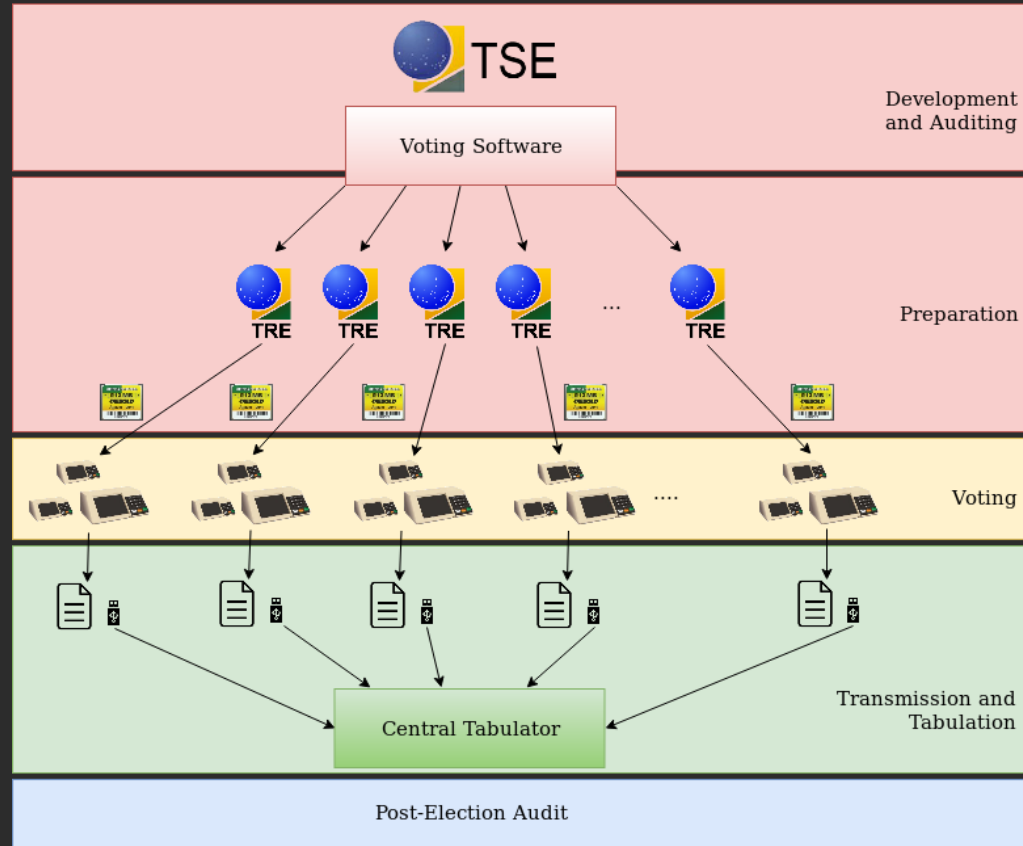 TSE
Development
and Auditing
Voting Software
TRE TRE TRE TRE ... TRE
Preparation
....
Voting
Transmission and
Tabulation
Central Tabulator
Post-Election Audit